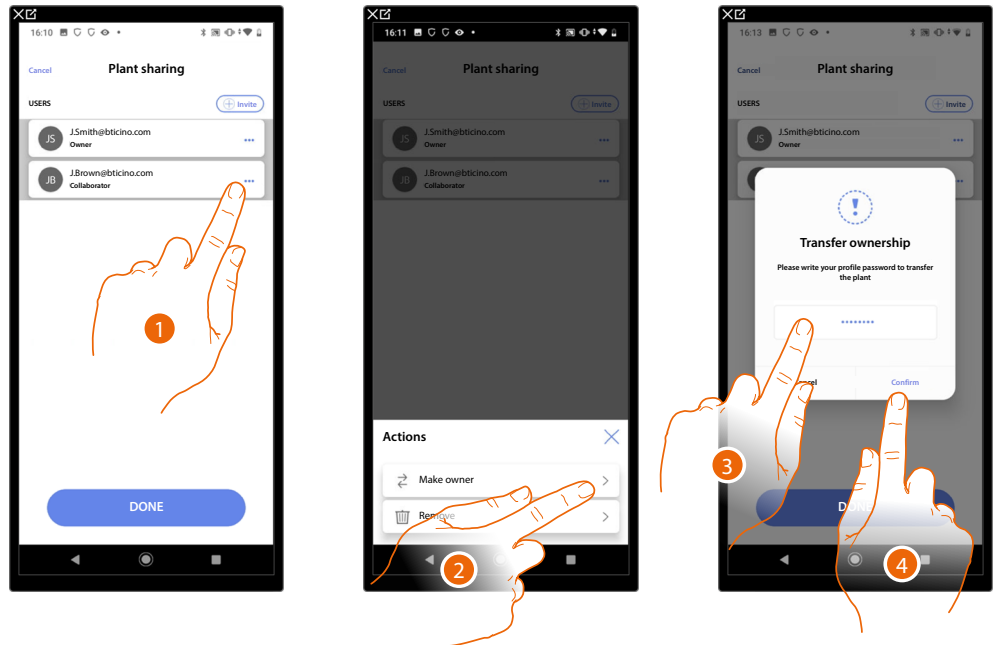 16:10
Cancel
Plant sharing
USERS
Invite
JS
J.Smith@bticino.com
Owner
JB
J.Brown@bticino.com
Collaborator
1
DONE
16:11
Cancel
Plant sharing
USERS
Invite
JS
J.Smith@bticino.com
Owner
JB
J.Brown@bticino.com
Collaborator
Actions
Make owner
Remove
2
16:13
Cancel
Plant sharing
USERS
Invite
JS
J.Smith@bticino.com
Owner
Transfer ownership
Please write your profile password to transfer
the plant
Confirm
3
4